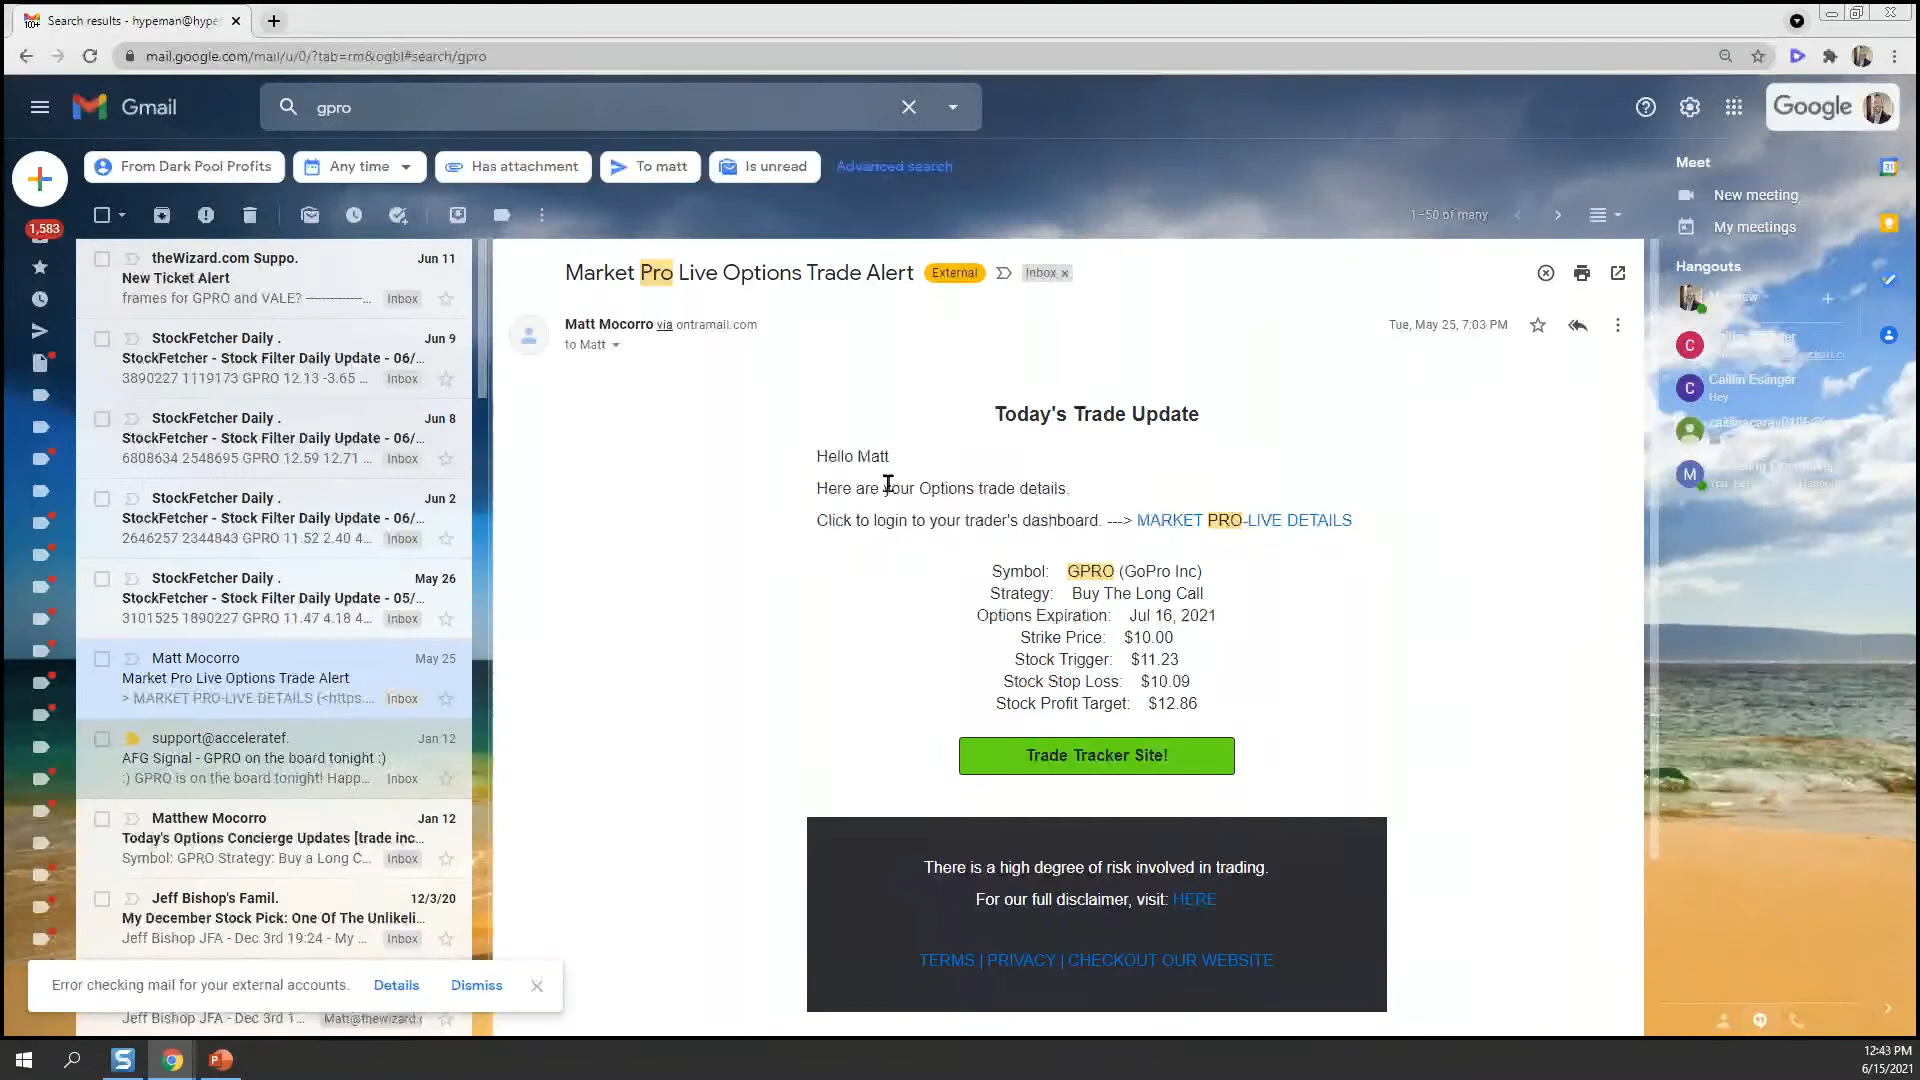 Search results - hypeman@hype
mail.google.com/mail/u/0/?tab=rm&ogbl#search/gpro
Gmail
gpro
Google
From Dark Pool Profits
Any time
Has attachment
To matt
Is unread
Advanced search
1–50 of many
1,583
theWizard.com Suppo.
Jun 11
New Ticket Alert
frames for GPRO and VALE? ---------------...
Inbox
StockFetcher Daily .
Jun 9
StockFetcher - Stock Filter Daily Update - 06/...
3890227 1119173 GPRO 12.13 -3.65 ...
Inbox
StockFetcher Daily .
Jun 8
StockFetcher - Stock Filter Daily Update - 06/...
6808634 2548695 GPRO 12.59 12.71 ...
Inbox
StockFetcher Daily .
Jun 2
StockFetcher - Stock Filter Daily Update - 06/...
2646257 2344843 GPRO 11.52 2.40 4...
Inbox
StockFetcher Daily .
May 26
StockFetcher - Stock Filter Daily Update - 05/...
3101525 1890227 GPRO 11.47 4.18 4...
Inbox
Matt Mocorro
May 25
Market Pro Live Options Trade Alert
> MARKET PRO-LIVE DETAILS (<https:...
Inbox
support@acceleratef.
Jan 12
AFG Signal - GPRO on the board tonight :)
:) GPRO is on the board tonight! Happ...
Inbox
Matthew Mocorro
Jan 12
Today's Options Concierge Updates [trade inc...
Symbol: GPRO Strategy: Buy a Long C...
Inbox
Jeff Bishop's Famil.
12/3/20
My December Stock Pick: One Of The Unlikeli...
Jeff Bishop JFA - Dec 3rd 19:24 - My ...
Inbox
Error checking mail for your external accounts.
Details
Dismiss
Jeff Bishop JFA - Dec 3rd 1...
Matt@thewizard.c
Market Pro Live Options Trade Alert
External
Inbox x
Matt Mocorro via ontramail.com
Tue, May 25, 7:03 PM
to Matt
Today's Trade Update
Hello Matt
Here are your Options trade details.
Click to login to your trader's dashboard. ---> MARKET PRO-LIVE DETAILS
Symbol: GPRO (GoPro Inc)
Strategy: Buy The Long Call
Options Expiration: Jul 16, 2021
Strike Price: $10.00
Stock Trigger: $11.23
Stock Stop Loss: $10.09
Stock Profit Target: $12.86
Trade Tracker Site!
There is a high degree of risk involved in trading.
For our full disclaimer, visit: HERE
TERMS | PRIVACY | CHECKOUT OUR WEBSITE
Meet
New meeting
My meetings
Hangouts
C
C
Caitlin Eslinger
Hey
M
12:43 PM
6/15/2021